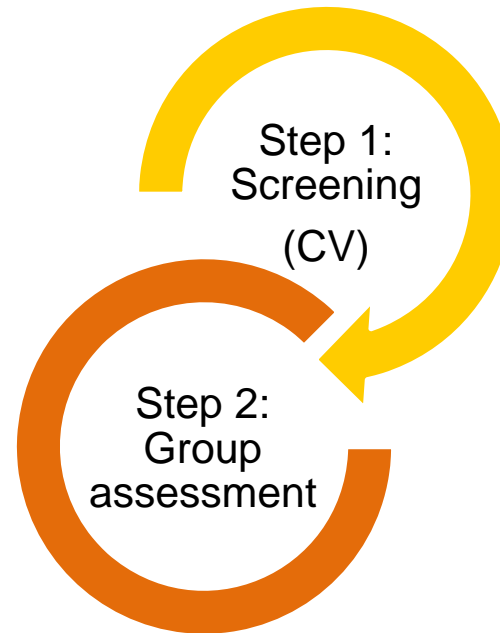 Step 1:
Screening
(CV)
Step 2:
Group
assessment